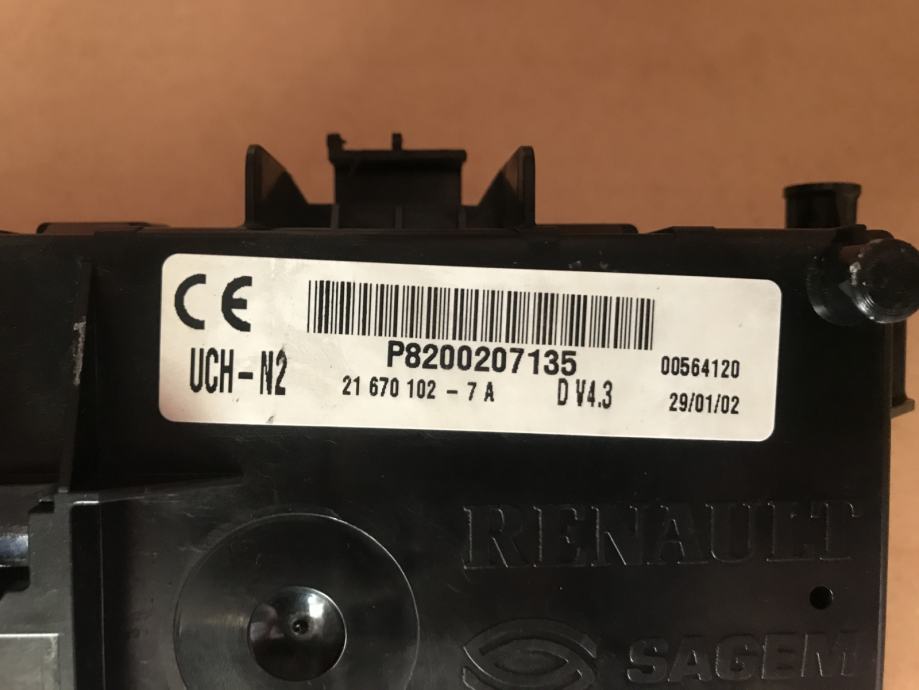 CE
P8200207135
00564120
UCH-N2
21 670 102 - 7 A
D V4.3
29/01/02
RENAULT
SAGEM